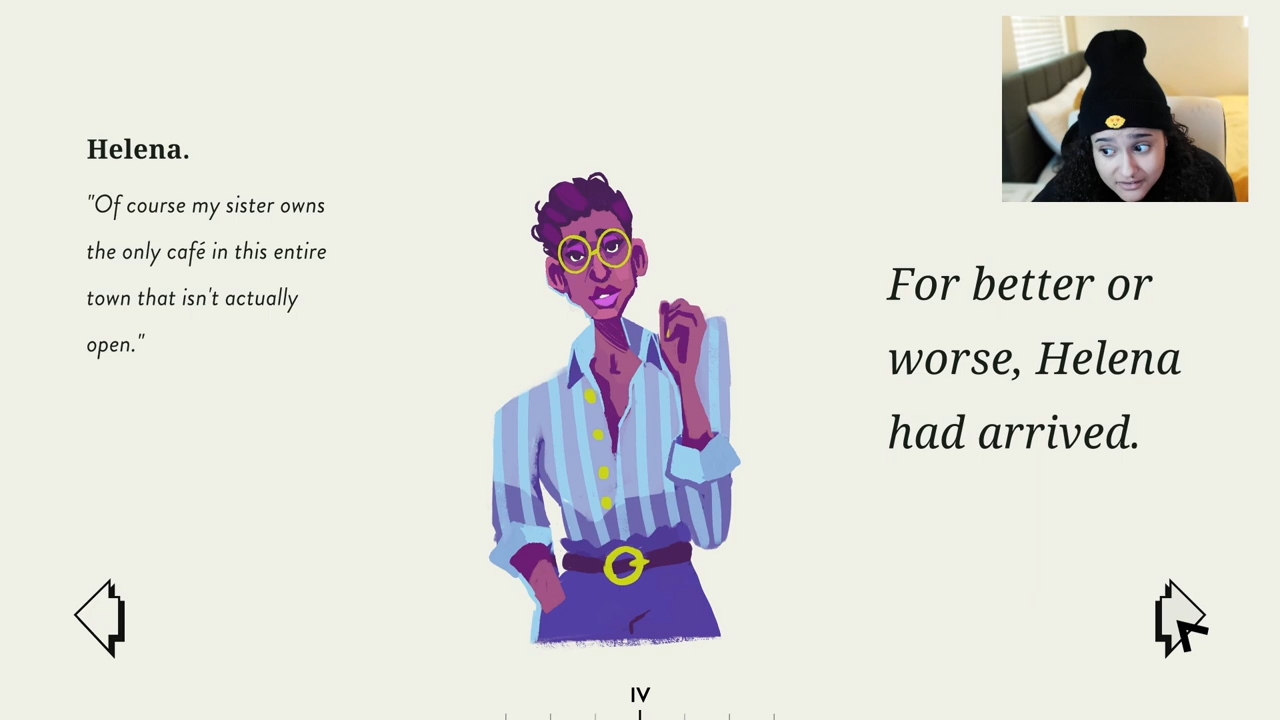 Helena.
"Of course my sister owns
the only café in this entire
town that isn't actually
open."
For better or
worse, Helena
had arrived.
IV